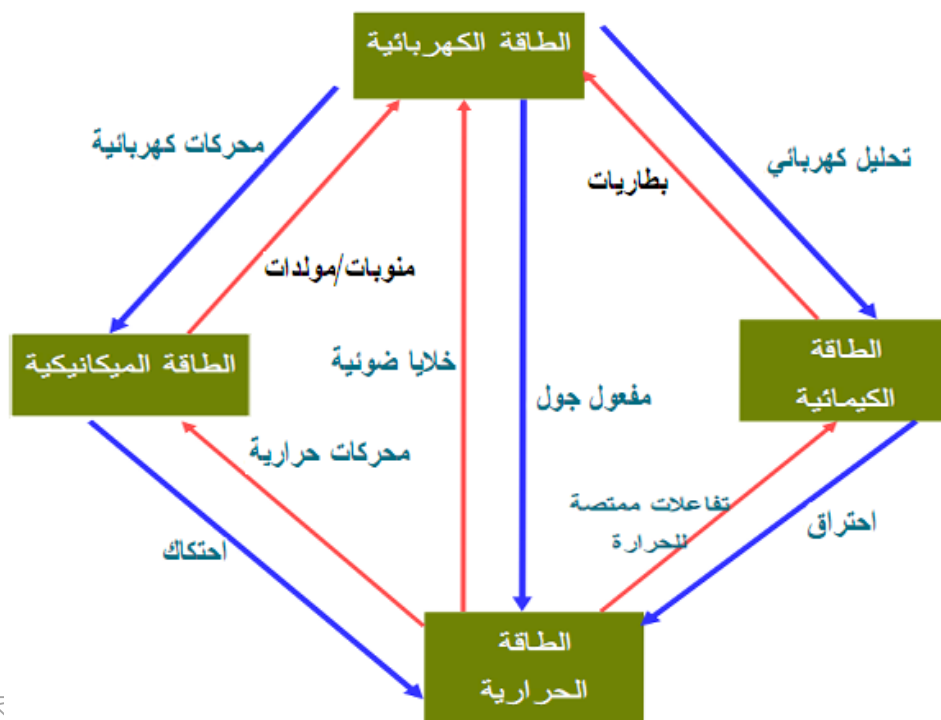 الطاقة الكهربائية
محركات كهربائية
تحليل كهربائي
بطاريات
منوبات/مولدات
الطاقة الميكانيكية
خلايا ضوئية
مفعول جول
الطاقة
الكيمائية
محركات حرارية
تفاعلات ممتصة
للحرارة
احتراق
احتكاك
الطاقة
الحرارية